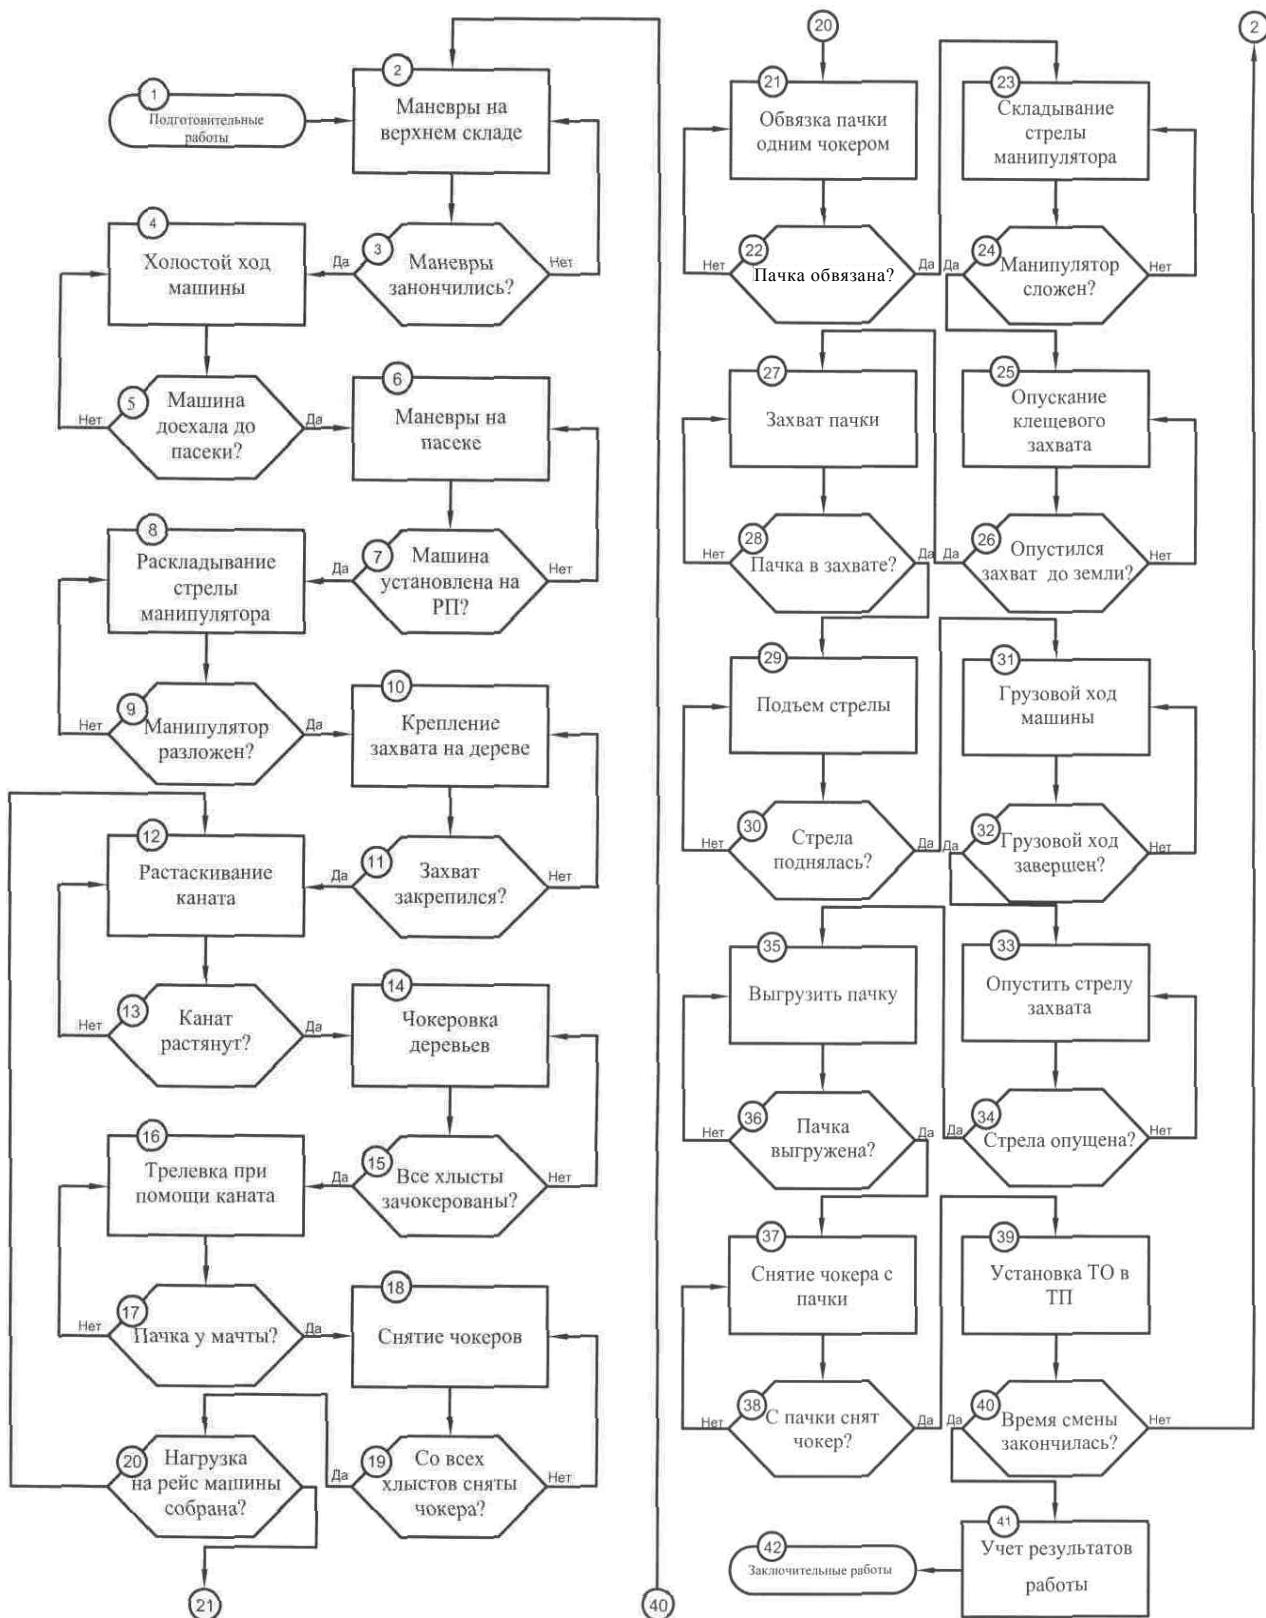 1
Подготовительные
работы
2
Маневры на
верхнем складе
3
Маневры
занончились?
Да
Нет
4
Холостой ход
машины
5
Машина
доехала до
пасеки?
Нет
Да
6
Маневры на
пасеке
7
Машина
установлена на
РП?
Да
Нет
8
Раскладывание
стрелы
манипулятора
9
Манипулятор
разложен?
Нет
Да
10
Крепление
захвата на дереве
11
Захват
закрепился?
Да
Нет
12
Растаскивание
каната
13
Канат
растянут?
Нет
Да
14
Чокеровка
деревьев
15
Все хлысты
зачокерованы?
Да
Нет
16
Трелевка при
помощи каната
17
Пачка у мачты?
Нет
Да
18
Снятие чокеров
19
Со всех
хлыстов сняты
чокера?
Да
Нет
20
Нагрузка
на рейс машины
собрана?
21
40
20
21
Обвязка пачки
одним чокером
22
Пачка обвязана?
Нет
Да
23
Складывание
стрелы
манипулятора
24
Манипулятор
сложен?
Да
Нет
25
Опускание
клещевого
захвата
26
Опустился
захват до земли?
Да
Нет
27
Захват пачки
28
Пачка в захвате?
Нет
Да
29
Подъем стрелы
30
Стрела
поднялась?
Нет
Да
31
Грузовой ход
машины
32
Грузовой ход
завершен?
Да
Нет
33
Опустить стрелу
захвата
34
Стрела опущена?
Да
Нет
35
Выгрузить пачку
36
Пачка
выгружена?
Нет
Да
37
Снятие чокера с
пачки
38
С пачки снят
чокер?
Нет
Да
39
Установка ТО в
ТП
40
Время смены
закончилась?
Да
Нет
2
41
Учет результатов
работы
42
Заключительные работы